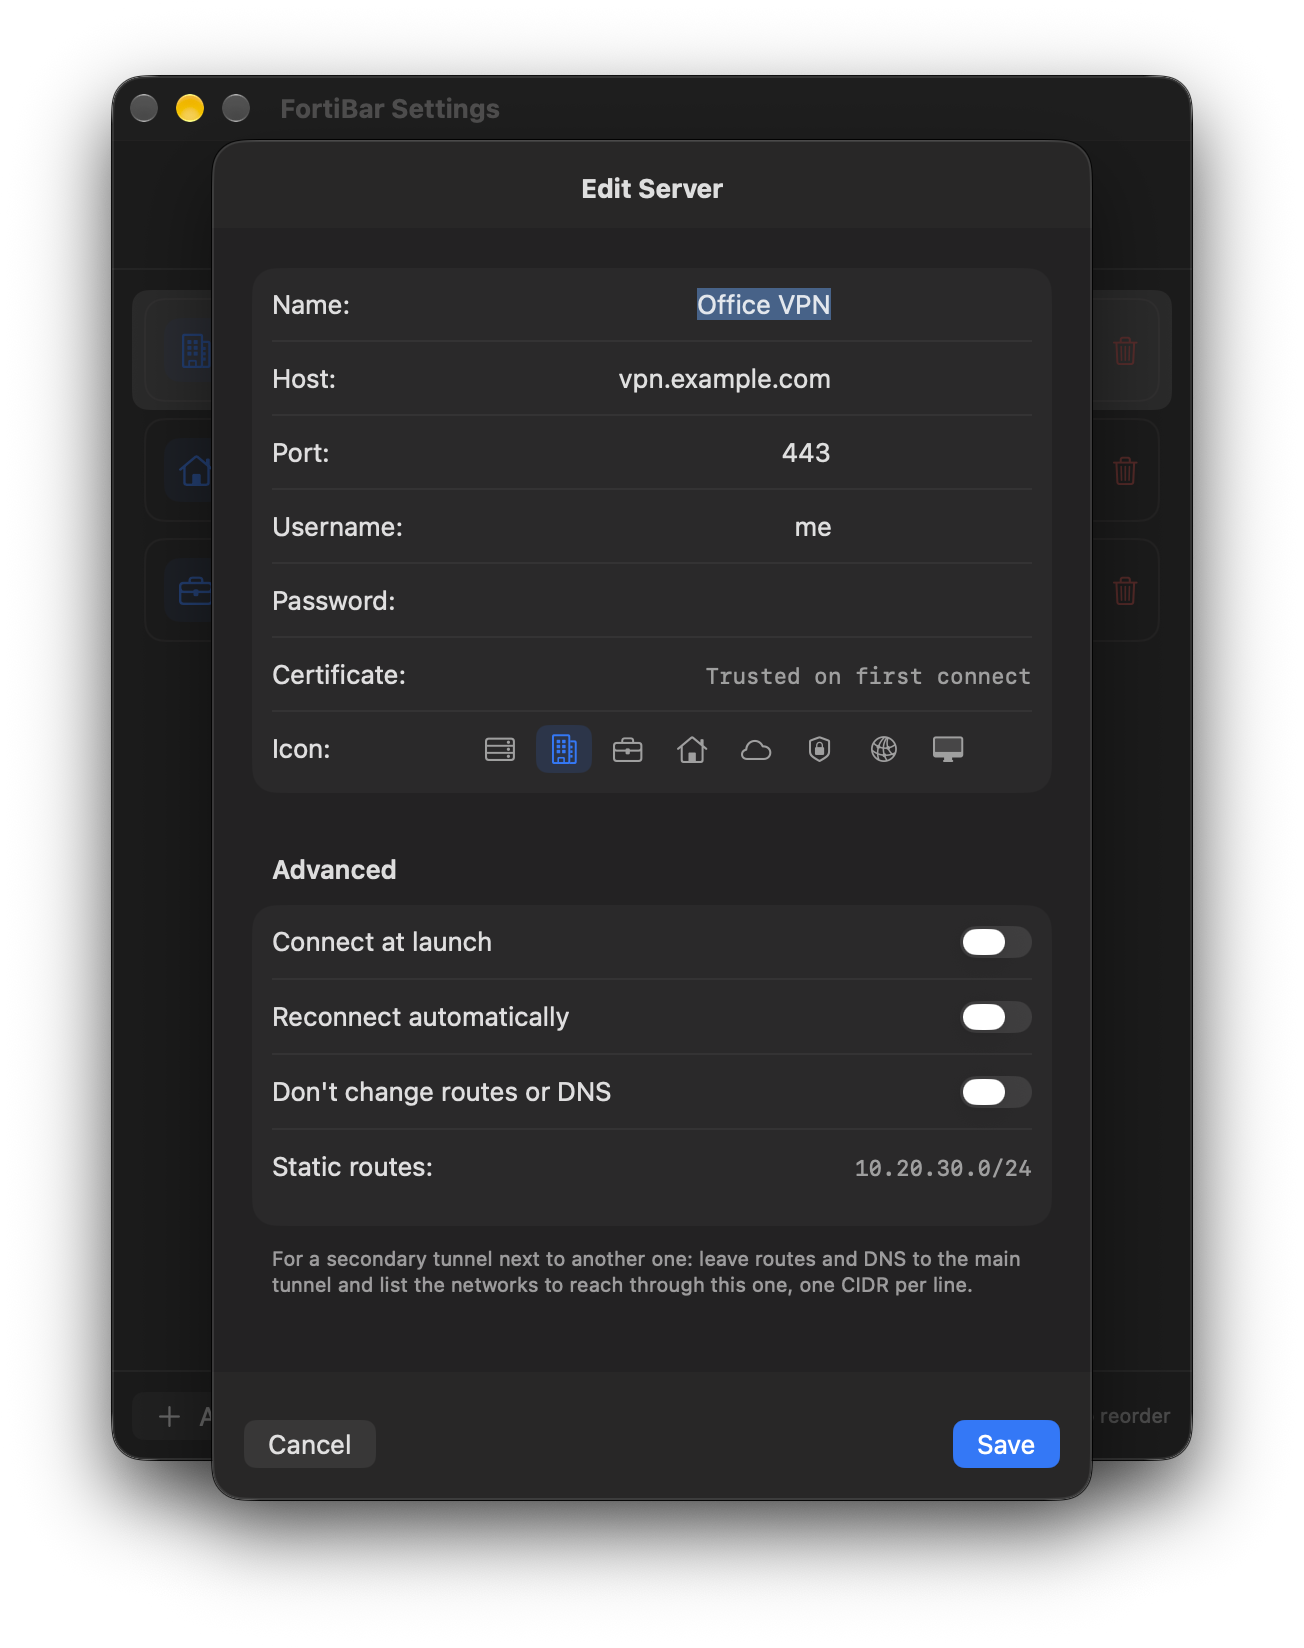 FortiBar Settings
Edit Server
Name: Office VPN
Host: vpn.example.com
Port: 443
Username: me
Password:
Certificate: Trusted on first connect
Icon:
Advanced
Connect at launch
Reconnect automatically
Don't change routes or DNS
Static routes: 10.20.30.0/24
For a secondary tunnel next to another one: leave routes and DNS to the main
tunnel and list the networks to reach through this one, one CIDR per line.
reorder
Cancel
Save